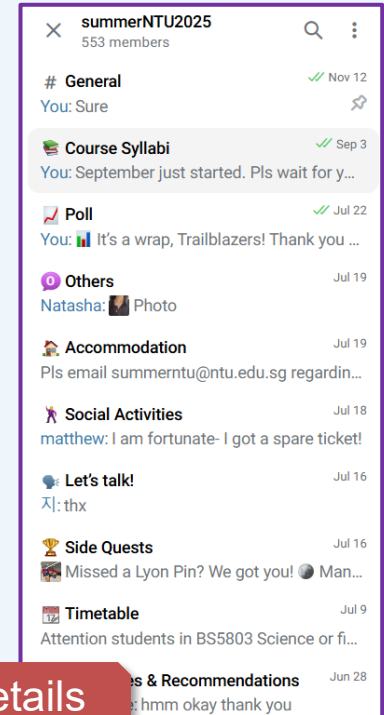 summerNTU2025
553 members
# General
Nov 12
You: Sure
Course Syllabi
Sep 3
You: September just started. Pls wait for y...
Poll
Jul 22
You: 📊 It's a wrap, Trailblazers! Thank you ...
Others
Jul 19
Natasha: Photo
Accommodation
Jul 19
Pls email summerntu@ntu.edu.sg regardin...
Social Activities
Jul 18
matthew: I am fortunate- I got a spare ticket!
Let's talk!
Jul 16
지: thx
Side Quests
Jul 16
Missed a Lyon Pin? We got you! Man...
Timetable
Jul 9
Attention students in BS5803 Science or fi...
& Recommendations
Jun 28
: hmm okay thank you
etails